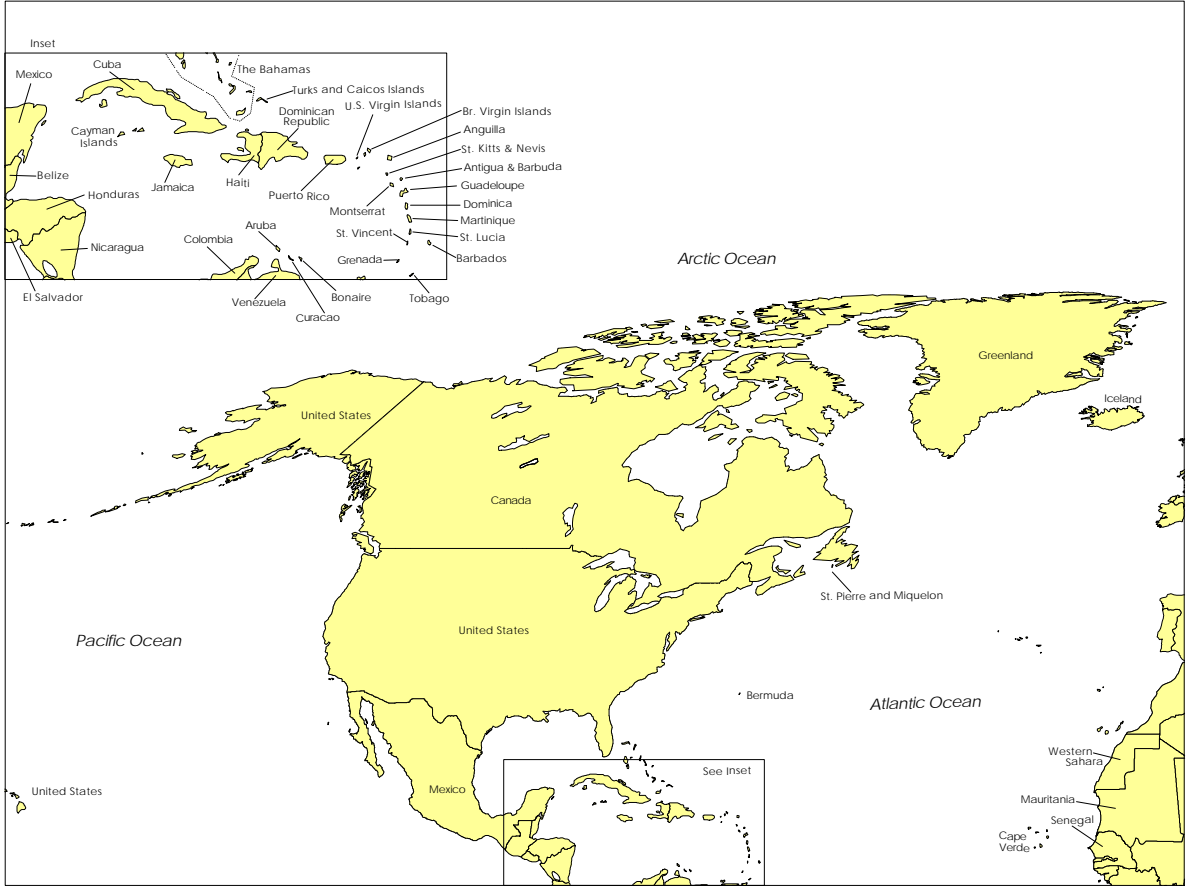 Inset
Mexico
Cuba
The Bahamas
Turks and Caicos Islands
U.S. Virgin Islands
Br. Virgin Islands
Dominican
Republic
Anguilla
Cayman
Islands
St. Kitts & Nevis
Antigua & Barbuda
Belize
Jamaica
Haiti
Puerto Rico
Guadeloupe
Honduras
Montserrat
Dominica
Martinique
Aruba
St. Vincent
St. Lucia
Nicaragua
Colombia
Grenada
Barbados
El Salvador
Venezuela
Bonaire
Tobago
Curacao
Arctic Ocean
Greenland
Iceland
United States
Canada
St. Pierre and Miquelon
United States
Pacific Ocean
Bermuda
Atlantic Ocean
Western
Sahara
See Inset
United States
Mexico
Mauritania
Senegal
Cape
Verde